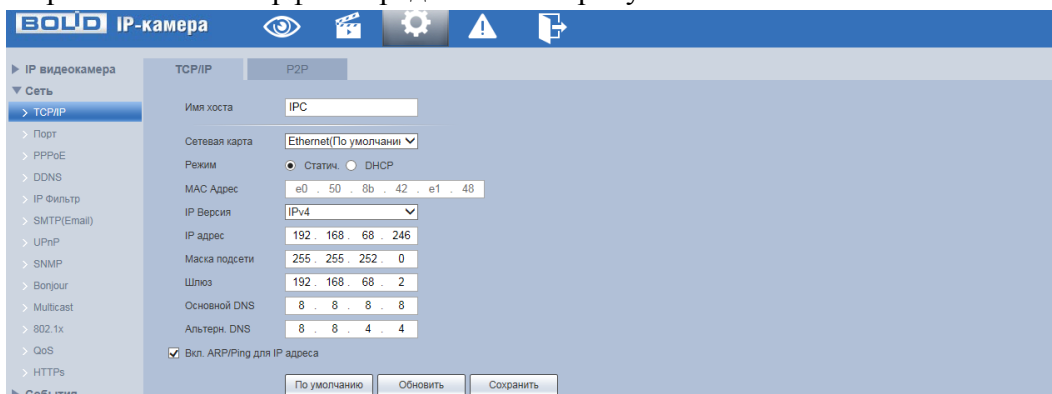 BOLID IP-камера
IP видеокамера
Сеть
TCP/IP
Порт
PPPoE
DDNS
IP Фильтр
SMTP(Email)
UPnP
SNMP
Bonjour
Multicast
802.1x
QoS
HTTPs
События
TCP/IP P2P
Имя хоста IPC
Сетевая карта Ethernet(По умолчани
Режим Статич. DHCP
MAC Адрес e0 . 50 . 8b . 42 . e1 . 48
IP Версия IPv4
IP адрес 192 . 168 . 68 . 246
Маска подсети 255 . 255 . 252 . 0
Шлюз 192 . 168 . 68 . 2
Основной DNS 8 . 8 . 8 . 8
Альтерн. DNS 8 . 8 . 4 . 4
Вкл. ARP/Ping для IP адреса
По умолчанию Обновить Сохранить